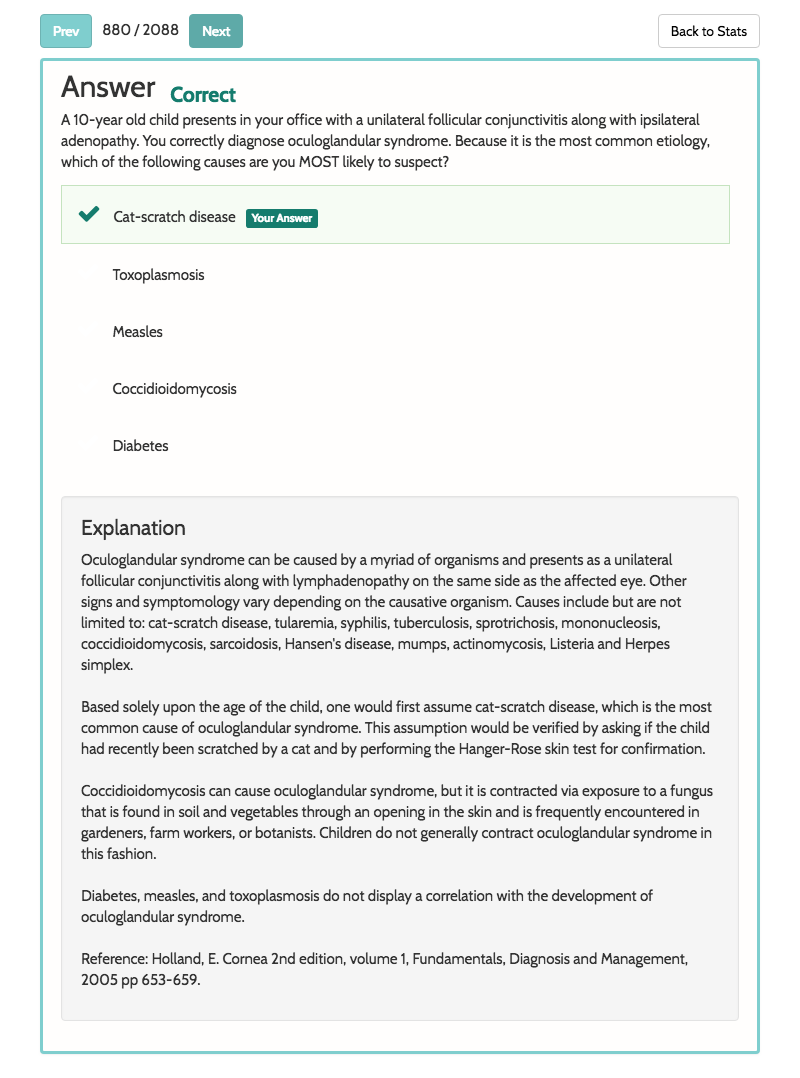 Prev 880 / 2088 Next Back to Stats
Answer Correct
A 10-year old child presents in your office with a unilateral follicular conjunctivitis along with ipsilateral
adenopathy. You correctly diagnose oculoglandular syndrome. Because it is the most common etiology,
which of the following causes are you MOST likely to suspect?
Cat-scratch disease Your Answer
Toxoplasmosis
Measles
Coccidioidomycosis
Diabetes
Explanation
Oculoglandular syndrome can be caused by a myriad of organisms and presents as a unilateral
follicular conjunctivitis along with lymphadenopathy on the same side as the affected eye. Other
signs and symptomology vary depending on the causative organism. Causes include but are not
limited to: cat-scratch disease, tularemia, syphilis, tuberculosis, sprotrichosis, mononucleosis,
coccidioidomycosis, sarcoidosis, Hansen's disease, mumps, actinomycosis, Listeria and Herpes
simplex.
Based solely upon the age of the child, one would first assume cat-scratch disease, which is the most
common cause of oculoglandular syndrome. This assumption would be verified by asking if the child
had recently been scratched by a cat and by performing the Hanger-Rose skin test for confirmation.
Coccidioidomycosis can cause oculoglandular syndrome, but it is contracted via exposure to a fungus
that is found in soil and vegetables through an opening in the skin and is frequently encountered in
gardeners, farm workers, or botanists. Children do not generally contract oculoglandular syndrome in
this fashion.
Diabetes, measles, and toxoplasmosis do not display a correlation with the development of
oculoglandular syndrome.
Reference: Holland, E. Cornea 2nd edition, volume 1, Fundamentals, Diagnosis and Management,
2005 pp 653-659.